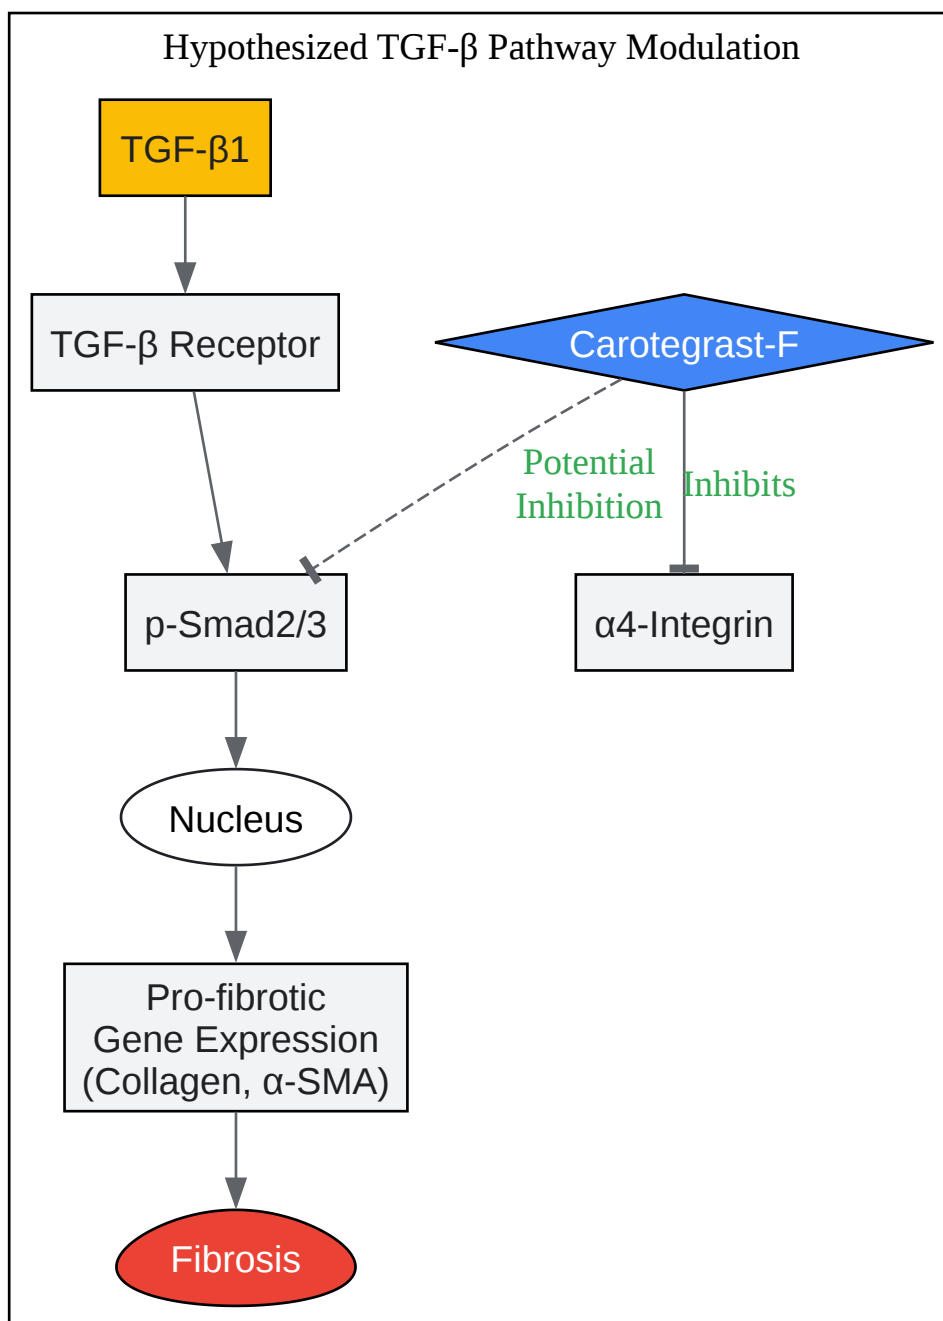 Hypothesized TGF-β Pathway Modulation
TGF-β1
TGF-β Receptor
Carotegrast-F
Potential
Inhibition
Inhibits
p-Smad2/3
α4-Integrin
Nucleus
Pro-fibrotic
Gene Expression
(Collagen, α-SMA)
Fibrosis